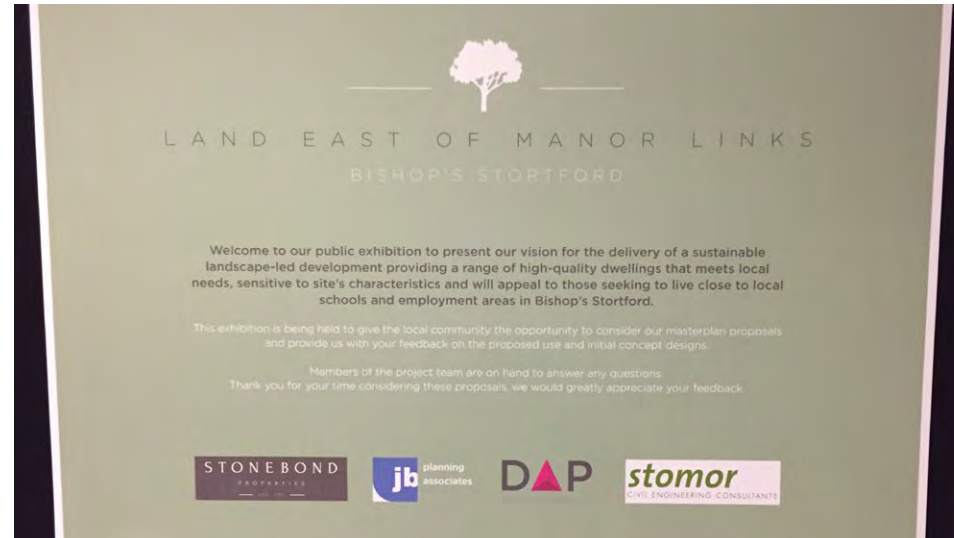 LAND EAST OF MANOR LINKS
BISHOP'S STORTFORD
Welcome to our public exhibition to present our vision for the delivery of a sustainable
landscape-led development providing a range of high-quality dwellings that meets local
needs, sensitive to site's characteristics and will appeal to those seeking to live close to local
schools and employment areas in Bishop's Stortford.
This exhibition is being held to give the local community the opportunity to consider our masterplan proposals
and provide us with your feedback on the proposed use and initial concept designs.
Members of the project team are on hand to answer any questions.
Thank you for your time considering these proposals, we would greatly appreciate your feedback.
STONEBOND
PROPERTIES
jb planning
associates
DAP
stomor
CIVIL ENGINEERING CONSULTANTS